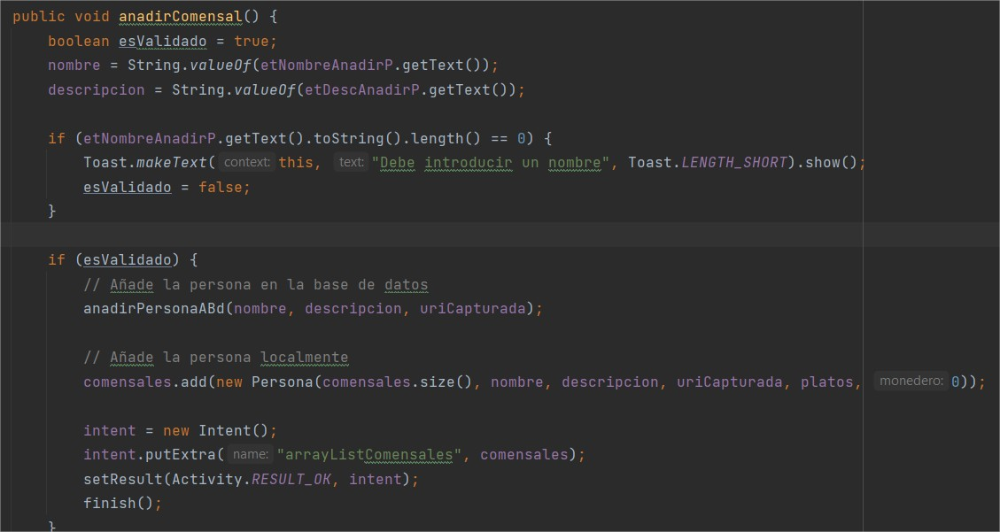 public void anadirComensal() {
boolean esValidado = true;
nombre = String.valueOf(etNombreAnadirP.getText());
descripcion = String.valueOf(etDescAnadirP.getText());
if (etNombreAnadirP.getText().toString().length() == 0) {
Toast.makeText( context: this, text: "Debe introducir un nombre", Toast.LENGTH_SHORT).show();
esValidado = false;
}
if (esValidado) {
// Añade la persona en la base de datos
anadirPersonaABd(nombre, descripcion, uriCapturada);
// Añade la persona localmente
comensales.add(new Persona(comensales.size(), nombre, descripcion, uriCapturada, platos, monedero: 0));
intent = new Intent();
intent.putExtra( name: "arrayListComensales", comensales);
setResult(Activity.RESULT_OK, intent);
finish();
}